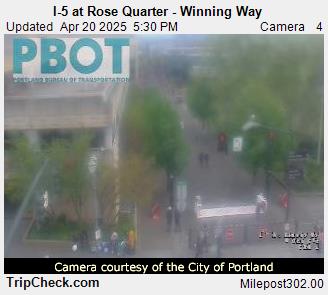 I-5 at Rose Quarter - Winning Way
Updated Apr 20 2025 5:30 PM Camera 4
PBOT
PORTLAND BUREAU OF TRANSPORTATION
Camera courtesy of the City of Portland
TripCheck.com Milepost302.00